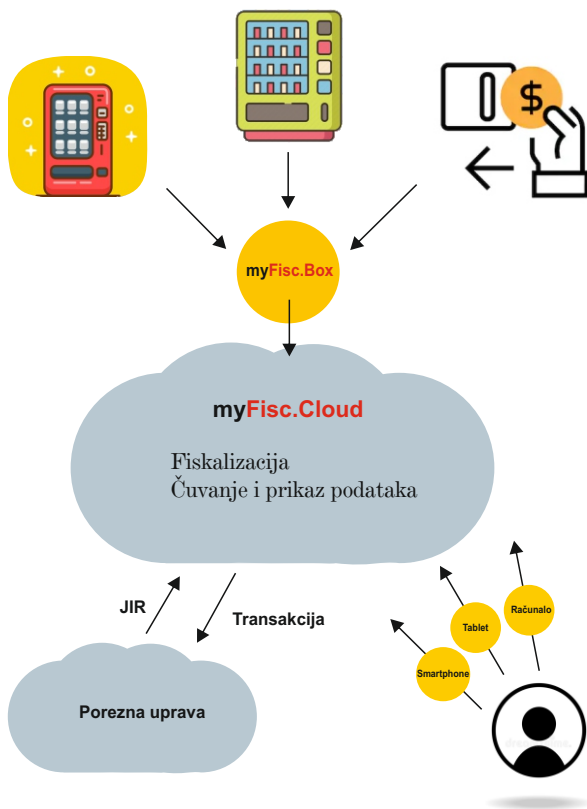 $
myFisc.Box
myFisc.Cloud
Fiskalizacija
Čuvanje i prikaz podataka
JIR
Transakcija
Računalo
Tablet
Smartphone
Porezna uprava